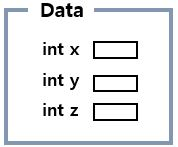 Data
int x
int y
int z